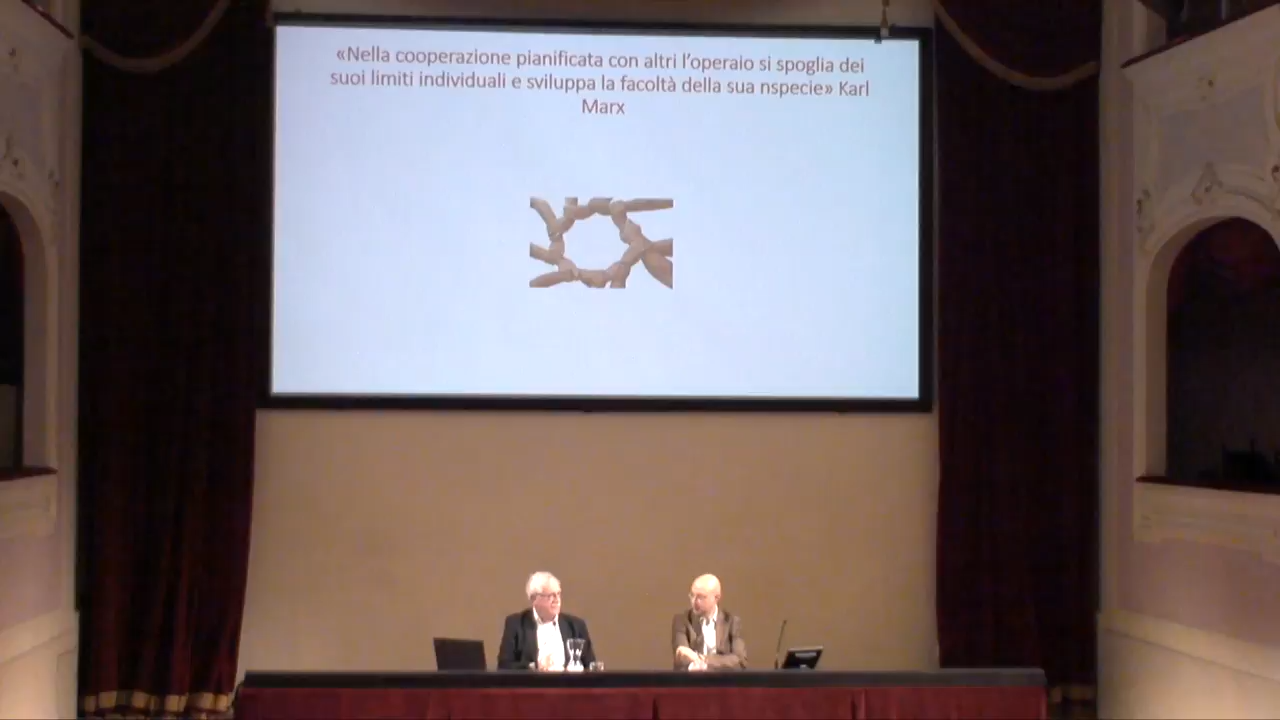 «Nella cooperazione pianificata con altri l’operaio si spoglia dei
suoi limiti individuali e sviluppa la facoltà della sua nspecie» Karl
Marx